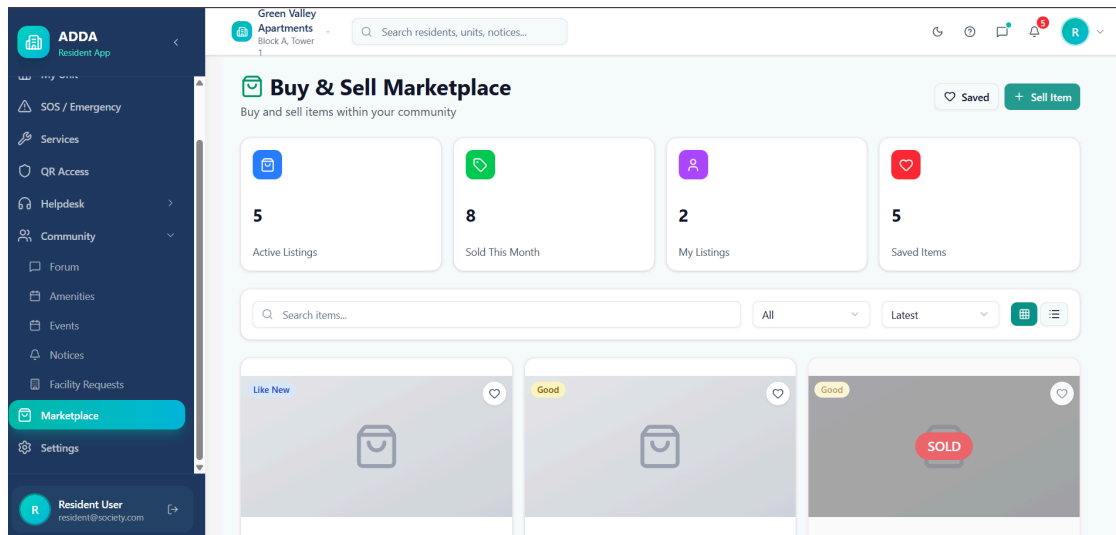 ADDA
Resident App
My Unit
SOS / Emergency
Services
QR Access
Helpdesk
Community
Forum
Amenities
Events
Notices
Facility Requests
Marketplace
Settings
R
Resident User
resident@society.com
Green Valley
Apartments
Block A, Tower
1
Search residents, units, notices...
5
R
Buy & Sell Marketplace
Buy and sell items within your community
Saved
+ Sell Item
5
Active Listings
8
Sold This Month
2
My Listings
5
Saved Items
Search items...
All
Latest
Like New
Good
Good
SOLD